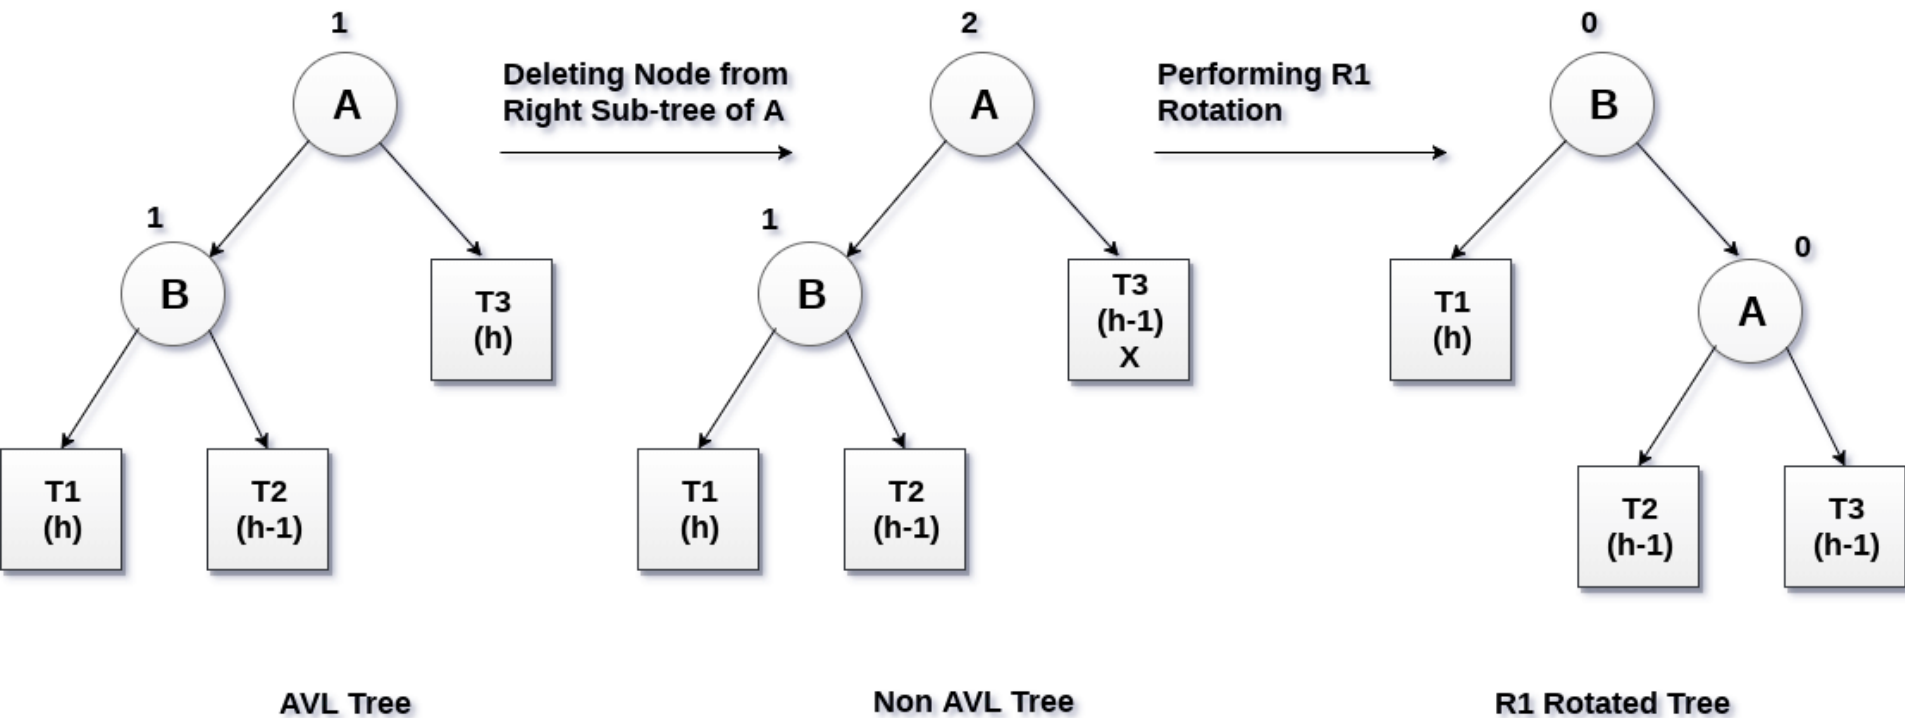 1
A
1
B
T3
(h)
T1
(h)
T2
(h-1)
AVL Tree
Deleting Node from
Right Sub-tree of A
2
A
1
B
T3
(h-1)
X
T1
(h)
T2
(h-1)
Non AVL Tree
Performing R1
Rotation
0
B
T1
(h)
0
A
T2
(h-1)
T3
(h-1)
R1 Rotated Tree